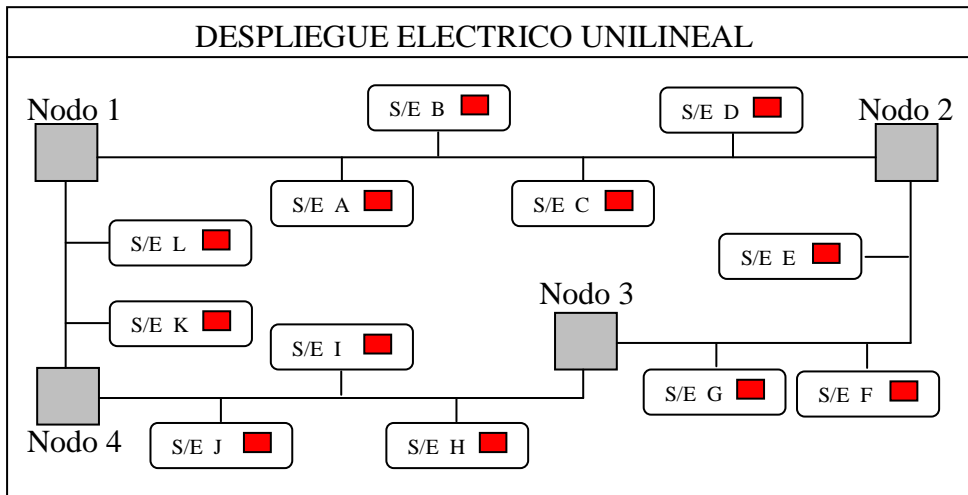 DESPLIEGUE ELECTRICO UNILINEAL
Nodo 1
S/E B
S/E D
Nodo 2
S/E A
S/E C
S/E L
S/E E
Nodo 3
S/E K
S/E I
S/E G
S/E F
Nodo 4
S/E J
S/E H